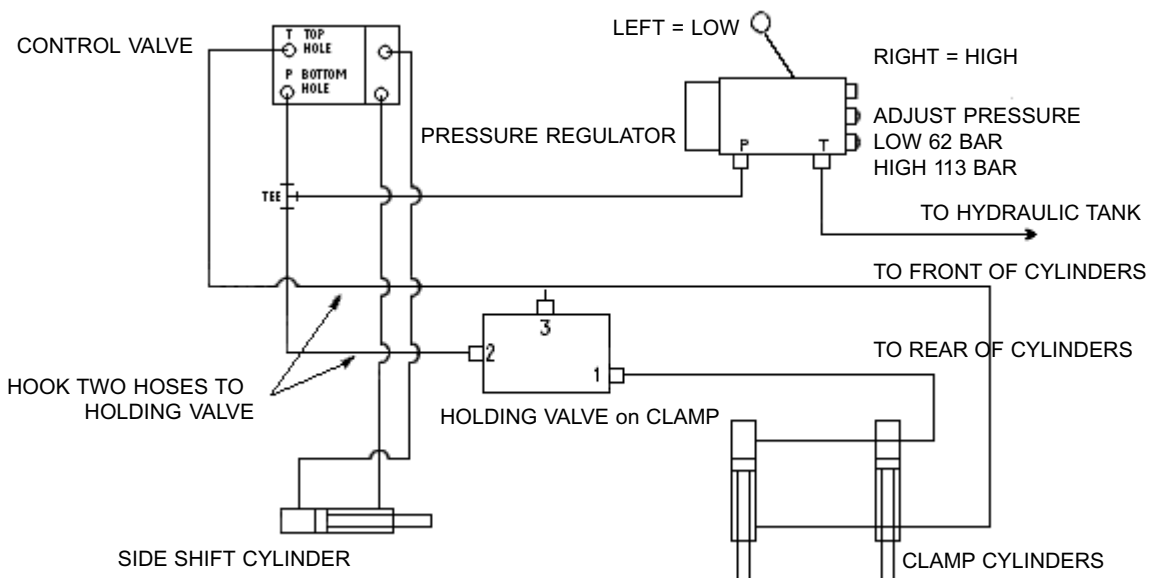 LEFT = LOW
CONTROL VALVE
T TOP
HOLE
P BOTTOM
HOLE
RIGHT = HIGH
PRESSURE REGULATOR
ADJUST PRESSURE
LOW 62 BAR
HIGH 113 BAR
P T
TEE
TO HYDRAULIC TANK
TO FRONT OF CYLINDERS
3
2
1
TO REAR OF CYLINDERS
HOOK TWO HOSES TO
HOLDING VALVE
HOLDING VALVE on CLAMP
SIDE SHIFT CYLINDER
CLAMP CYLINDERS